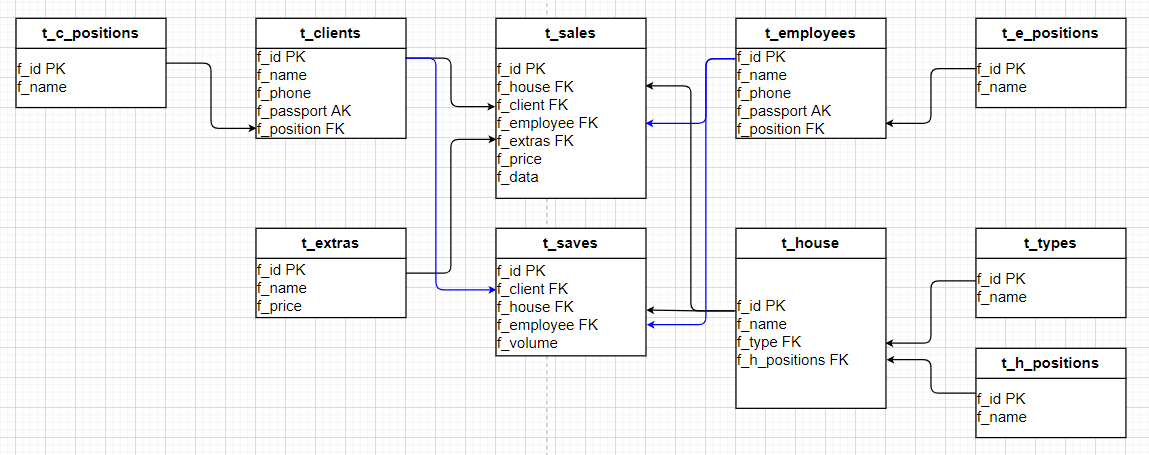 t_c_positions
f_id PK
f_name
t_clients
f_id PK
f_name
f_phone
f_passport AK
f_position FK
t_sales
f_id PK
f_house FK
f_client FK
f_employee FK
f_extras FK
f_price
f_data
t_employees
f_id PK
f_name
f_phone
f_passport AK
f_position FK
t_e_positions
f_id PK
f_name
t_extras
f_id PK
f_name
f_price
t_saves
f_id PK
f_client FK
f_house FK
f_employee FK
f_volume
t_house
f_id PK
f_name
f_type FK
f_h_positions FK
t_types
f_id PK
f_name
t_h_positions
f_id PK
f_name